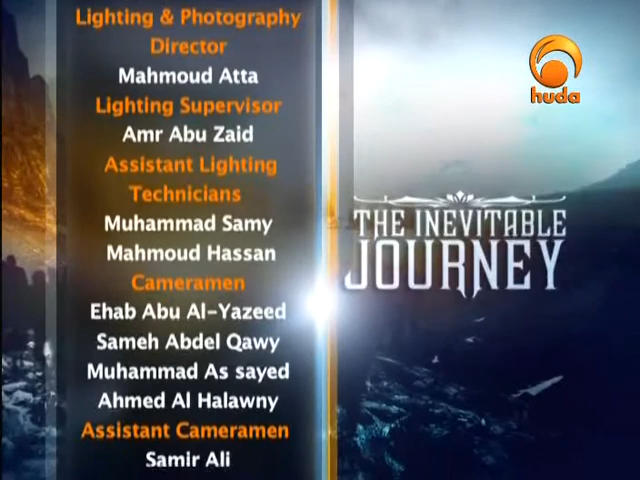 Lighting & Photography
Director
Mahmoud Atta
Lighting Supervisor
Amr Abu Zaid
Assistant Lighting
Technicians
Muhammad Samy
Mahmoud Hassan
Cameramen
Ehab Abu Al-Yazeed
Sameh Abdel Qawy
Muhammad As sayed
Ahmed Al Halawny
Assistant Cameramen
Samir Ali
huda
THE INEVITABLE
JOURNEY